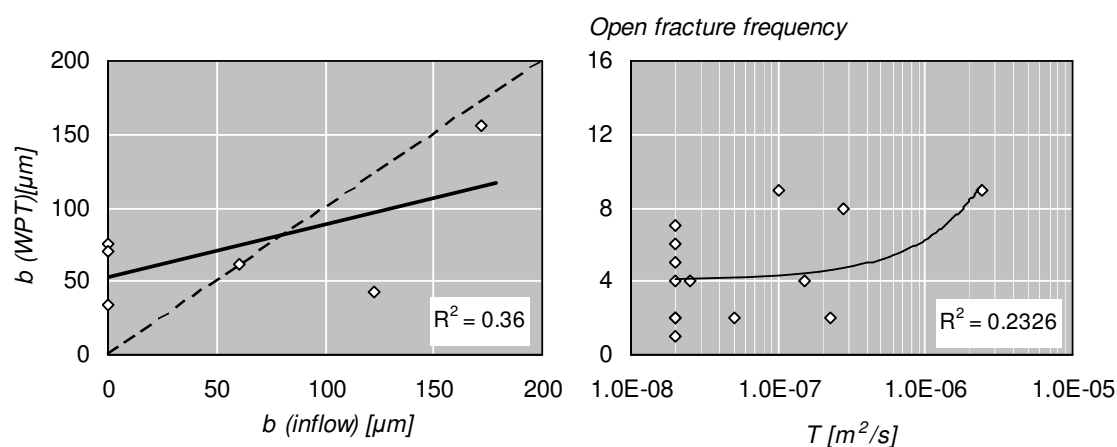 Open fracture frequency
200
150
100
50
0
b (WPT)[µm]
R² = 0.36
0 50 100 150 200
b (inflow) [µm]
16
12
8
4
0
R² = 0.2326
1.0E-08 1.0E-07 1.0E-06 1.0E-05
T [m²/s]